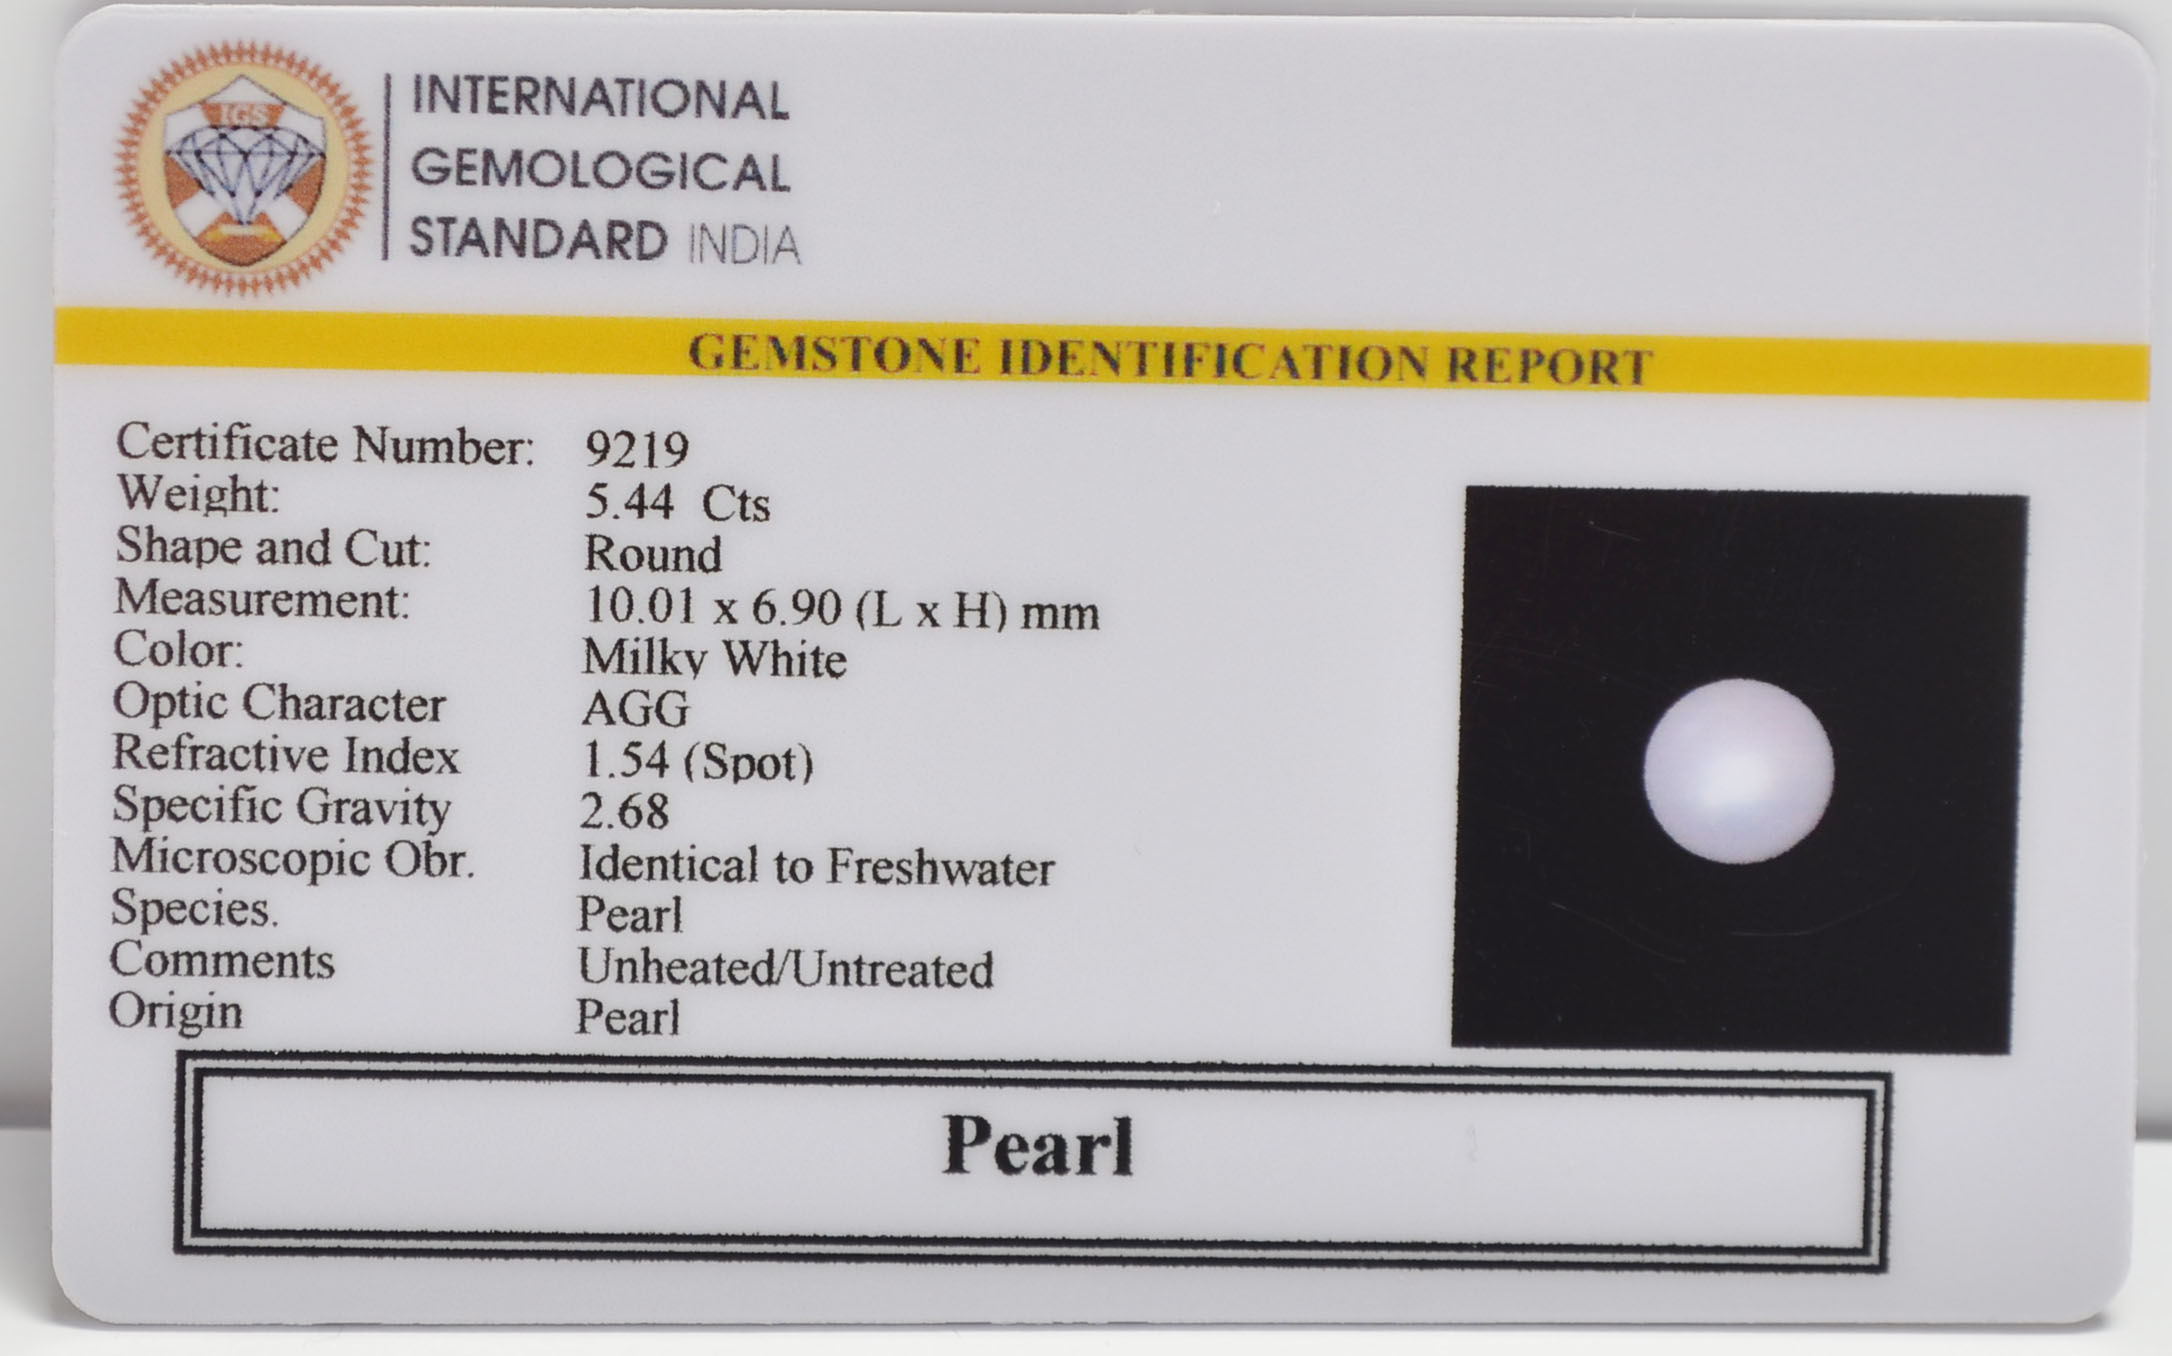 IGS
INTERNATIONAL
GEMOLOGICAL
STANDARD INDIA
GEMSTONE IDENTIFICATION REPORT
Certificate Number: 9219
Weight: 5.44 Cts
Shape and Cut: Round
Measurement: 10.01 x 6.90 (L x H) mm
Color: Milky White
Optic Character AGG
Refractive Index 1.54 (Spot)
Specific Gravity 2.68
Microscopic Obr. Identical to Freshwater
Species. Pearl
Comments Unheated/Untreated
Origin Pearl
Pearl